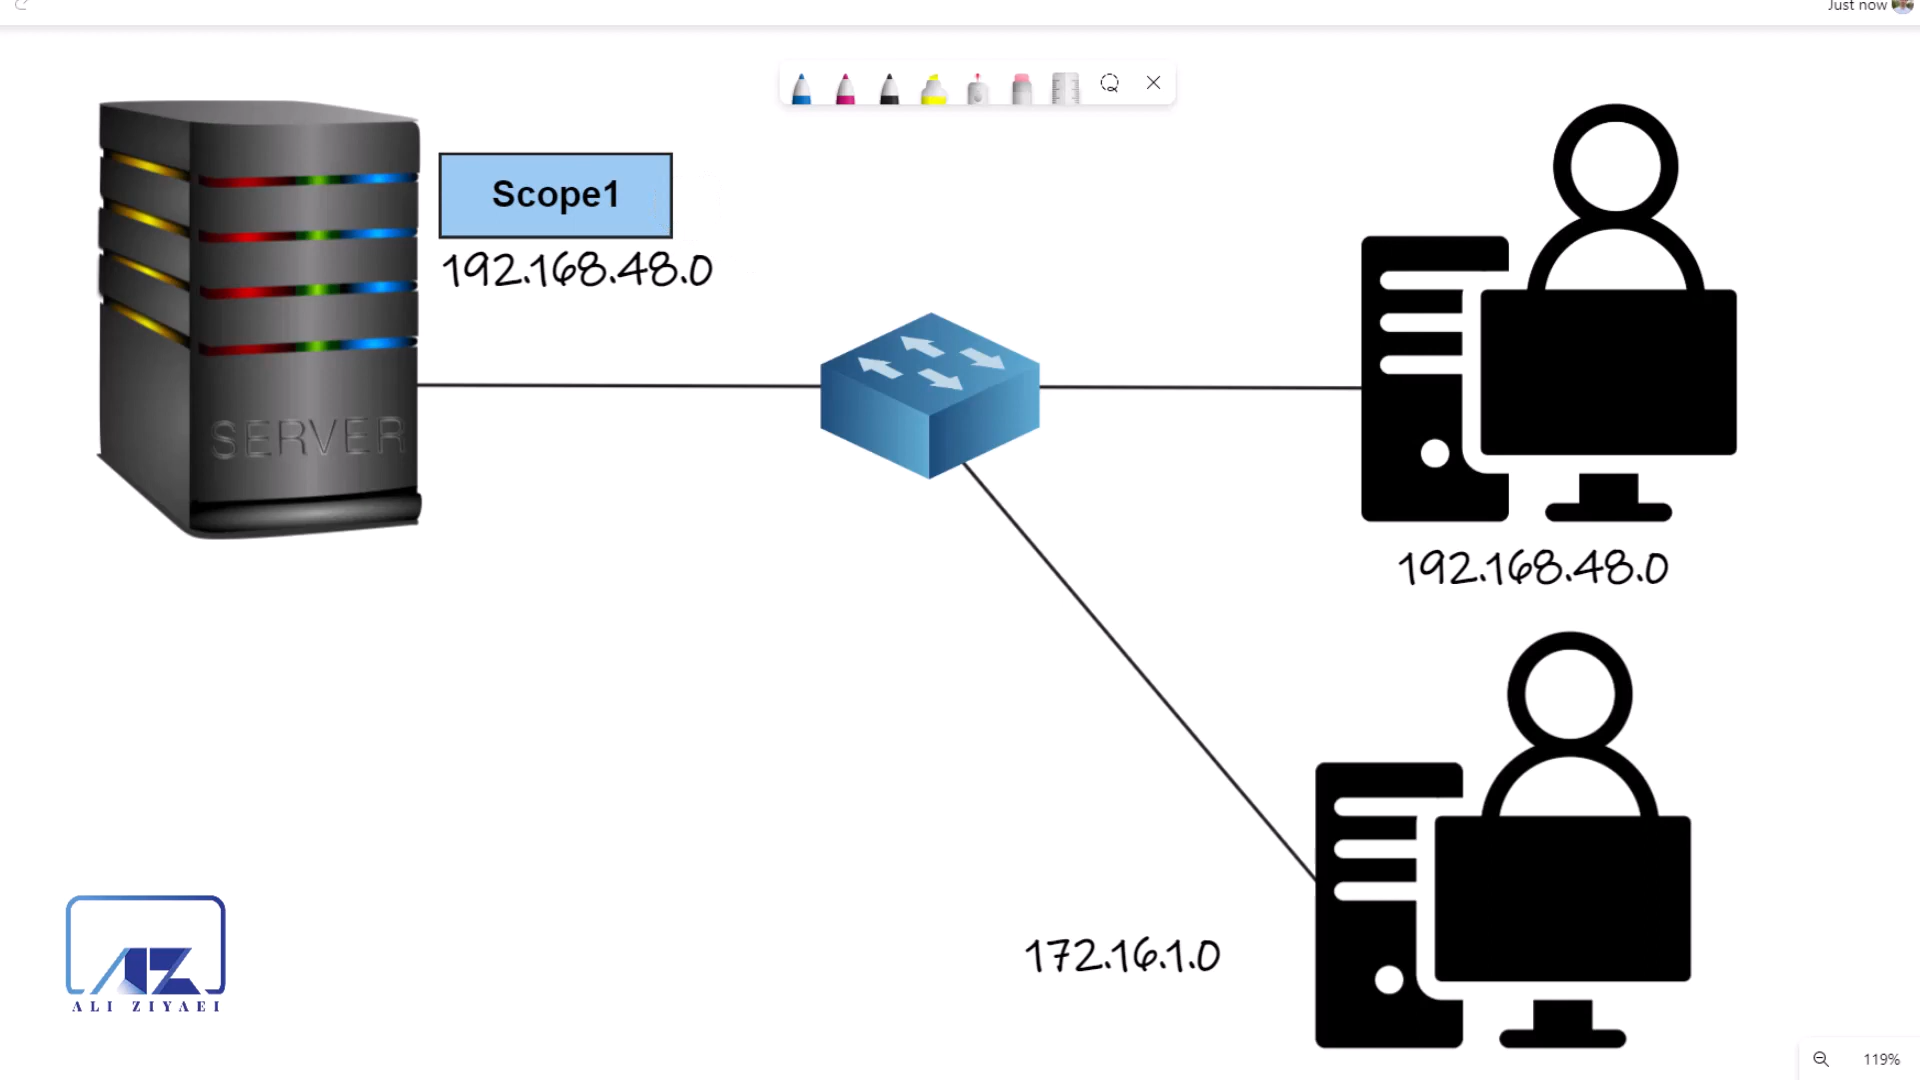 Just now
Scope1
192.168.48.0
SERVER
192.168.48.0
172.16.1.0
AZ
ALI ZIYAEI
119%